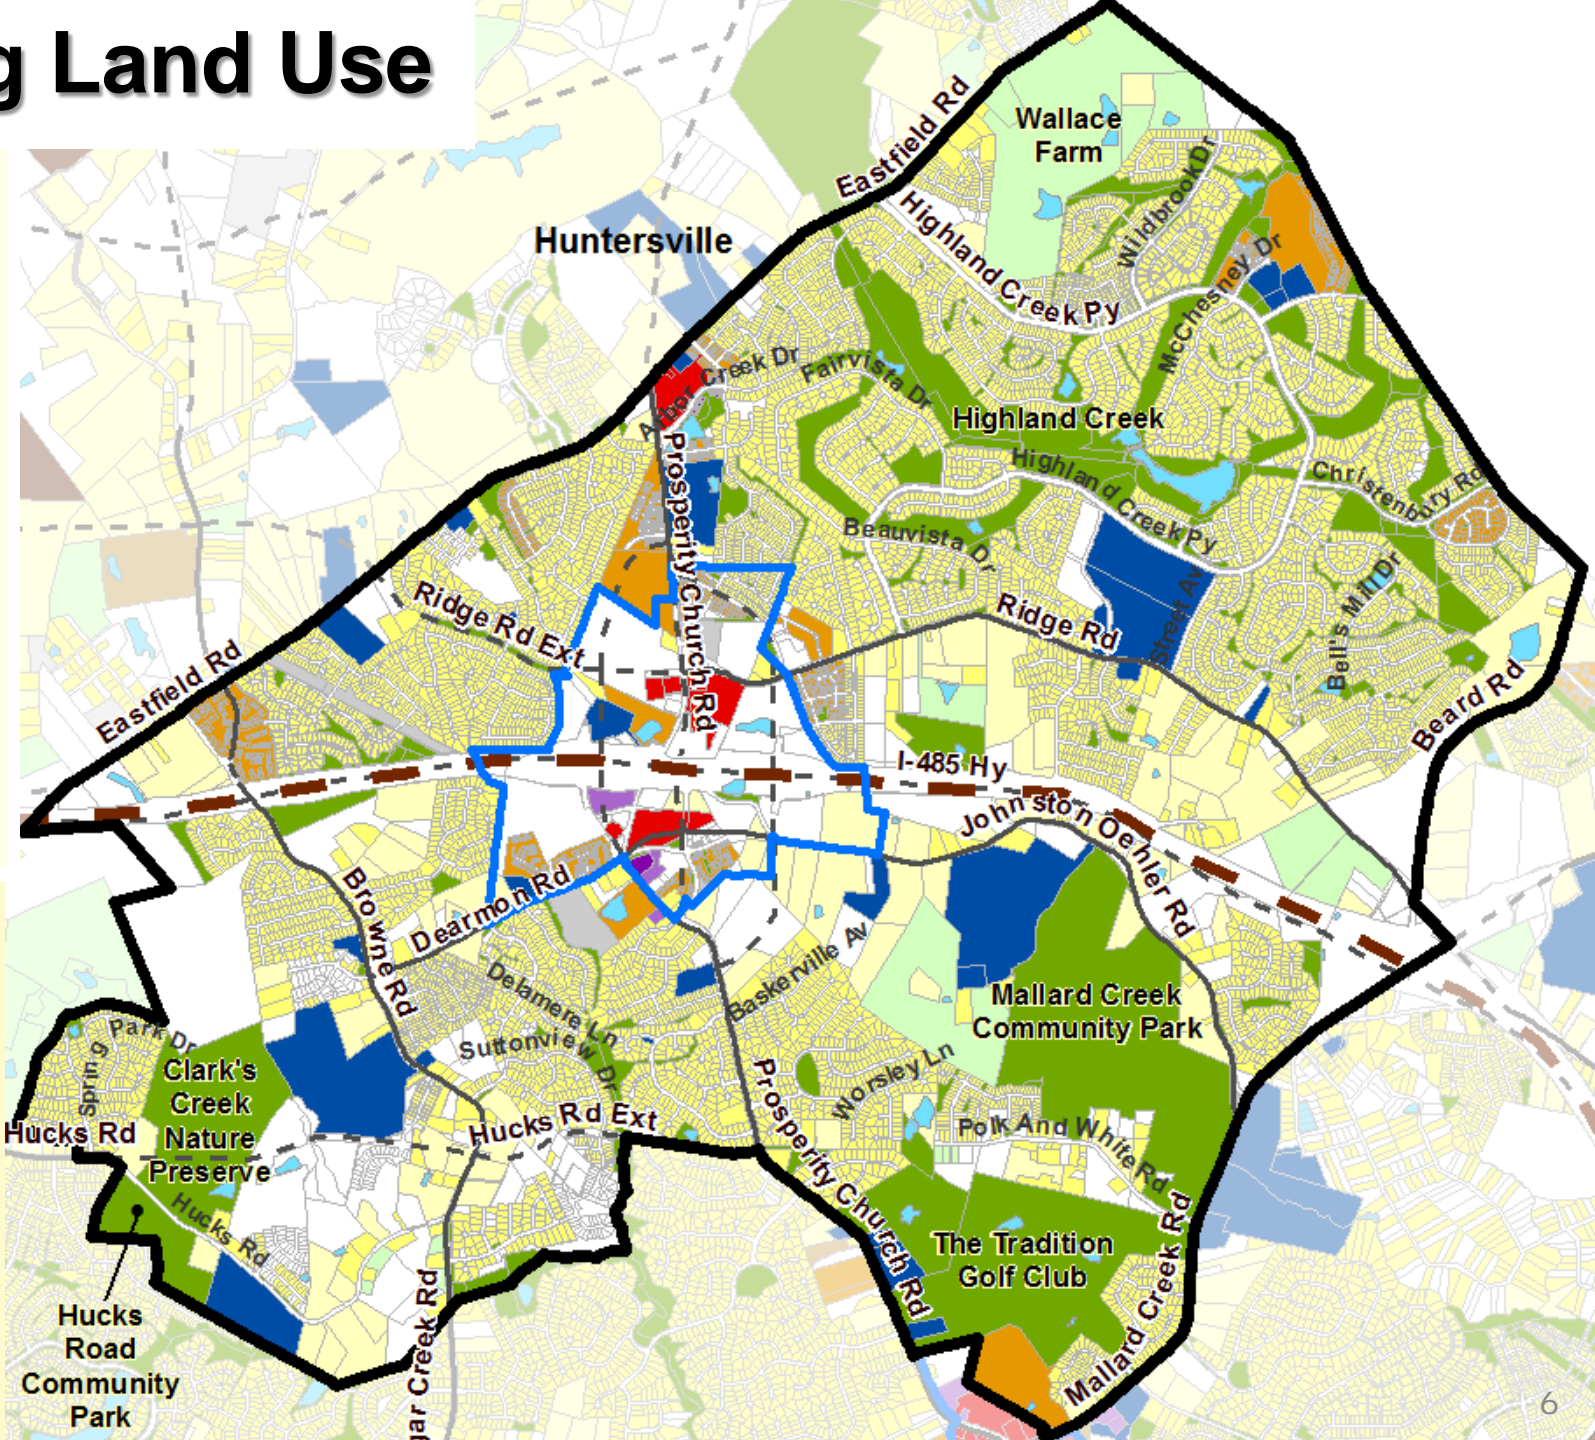 g Land Use
Wallace
Farm
Eastfield Rd
Huntersville
Highland Creek Py
Wildbrook Dr
McChesney Dr
Arbor Creek Dr
Fairvista Dr
Highland Creek
Highland Creek Py
Christenbury Rd
Prosperity Church Rd
Beauvista Dr
Ridge Rd Ext
Ridge Rd
Street Av
Bell's Mill Dr
Eastfield Rd
Beard Rd
I-485 Hy
Johnston Oehler Rd
Browne Rd
Dearmon Rd
Delamere Ln
Baskerville Av
Suttonview Dr
Mallard Creek
Community Park
Park Dr
Spring
Clark's
Creek
Nature
Preserve
Worsley Ln
Polk And White Rd
Hucks Rd
Hucks Rd Ext
Prosperity Church Rd
Hucks Rd
The Tradition
Golf Club
Mallard Creek Rd
gar Creek Rd
Hucks
Road
Community
Park
6